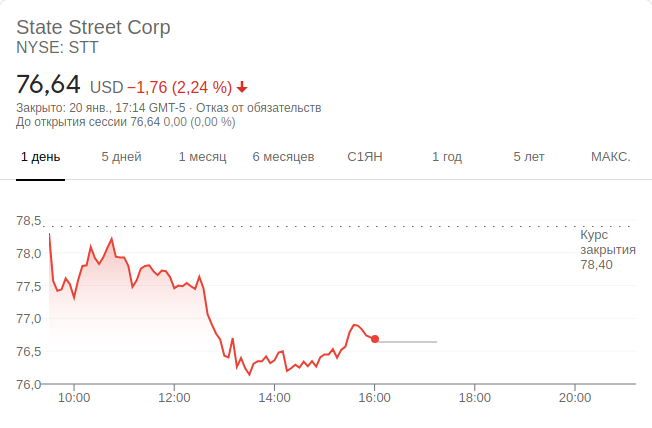 State Street Corp
NYSE: STT
76,64 USD −1,76 (2,24 %)
Закрыто: 20 янв., 17:14 GMT-5 · Отказ от обязательств
До открытия сессии 76,64 0,00 (0,00 %)
1 день 5 дней 1 месяц 6 месяцев С1ЯН 1 год 5 лет МАКС.
78,5
Курс
закрытия
78,40
78,0
77,5
77,0
76,5
76,0
10:00 12:00 14:00 16:00 18:00 20:00